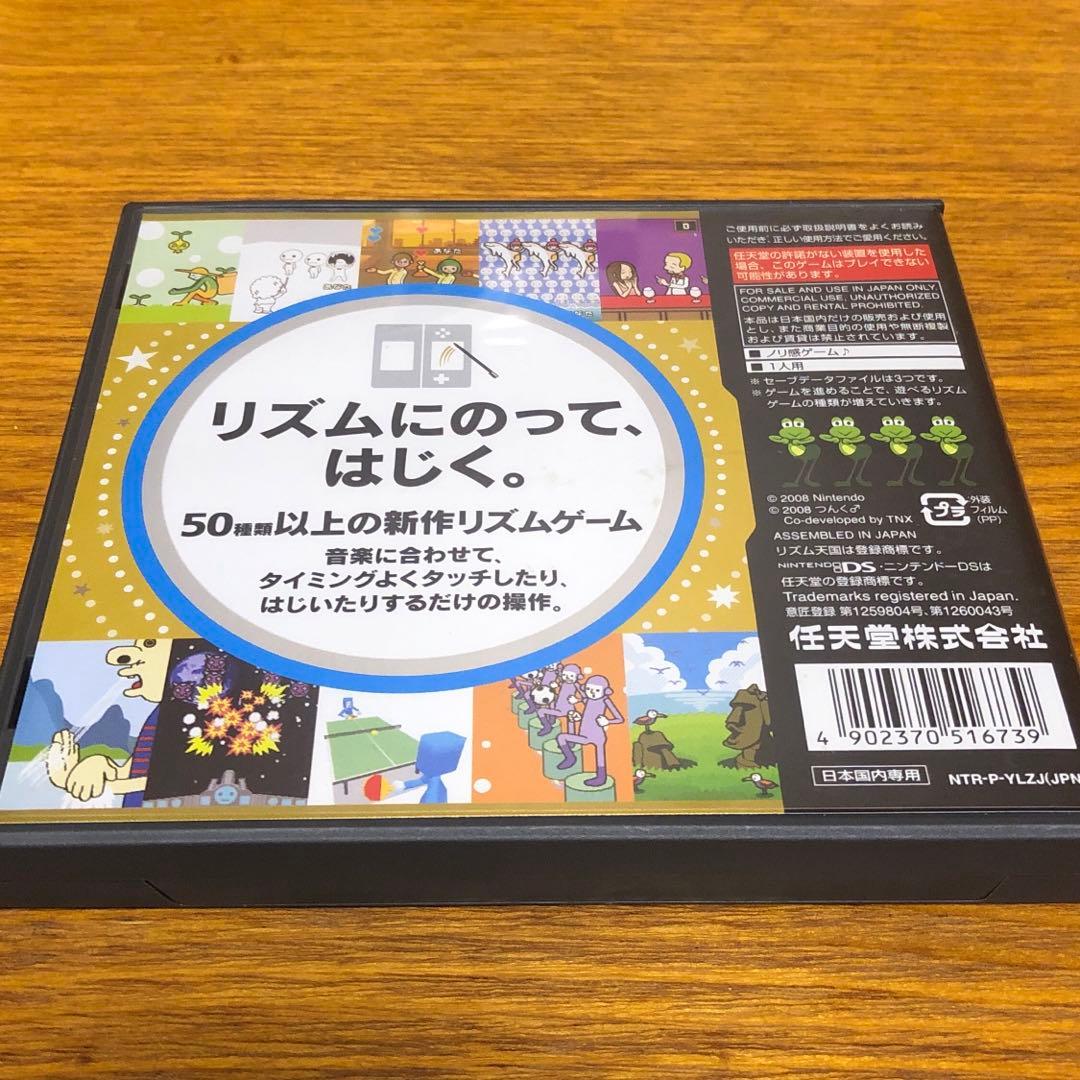 リズムにのって、
はじく。
50種類以上の新作リズムゲーム
音楽に合わせて、
タイミングよくタッチしたり、
はじいたりするだけの操作。
あなた
あなた
ご使用前に必ず取扱説明書をよくお読み
いただき、正しい使用方法でご愛用ください。
任天堂の許諾がない装置を使用した
場合、このゲームはプレイできない
可能性があります。
FOR SALE AND USE IN JAPAN ONLY.
COMMERCIAL USE, UNAUTHORIZED
COPY AND RENTAL PROHIBITED.
本品は日本国内だけの販売および使用
とし、また商業目的の使用や無断複製
および賃貸は禁止されています。
■ ノリ感ゲーム♪
■ 1人用
※セーブデータファイルは3つです。
※ゲームを進めることで、遊べるリズム
ゲームの種類が増えていきます。
© 2008 Nintendo
© 2008 つんく♂
Co-developed by TNX
プラ
外装
フィルム
(PP)
ASSEMBLED IN JAPAN
リズム天国は登録商標です。
NINTENDO DS・ニンテンドーDSは
任天堂の登録商標です。
Trademarks registered in Japan.
意匠登録 第1259804号、第1260043号
任天堂株式会社
4 902370 516739
日本国内専用
NTR-P-YLZJ(JPN